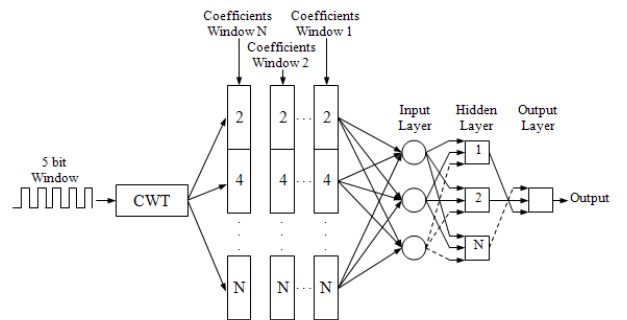 Coefficients
Window N
Coefficients
Window 2
Coefficients
Window 1
5 bit
Window
CWT
2
2
2
4
4
4
N
N
N
Input
Layer
Hidden
Layer
Output
Layer
1
2
N
Output